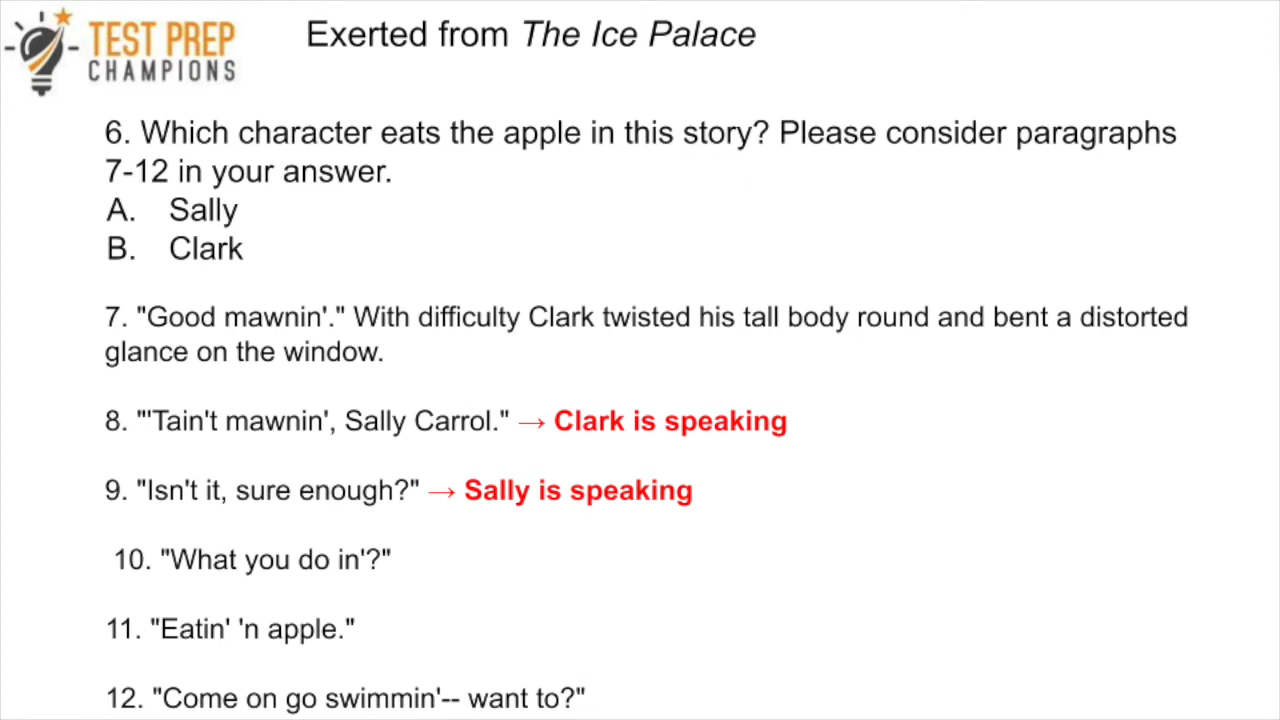 TEST PREP
CHAMPIONS
Exerted from The Ice Palace
6. Which character eats the apple in this story? Please consider paragraphs
7-12 in your answer.
A. Sally
B. Clark
7. "Good mawnin'." With difficulty Clark twisted his tall body round and bent a distorted
glance on the window.
8. "'Tain't mawnin', Sally Carrol." → Clark is speaking
9. "Isn't it, sure enough?" → Sally is speaking
10. "What you do in'?"
11. "Eatin' 'n apple."
12. "Come on go swimmin'-- want to?"